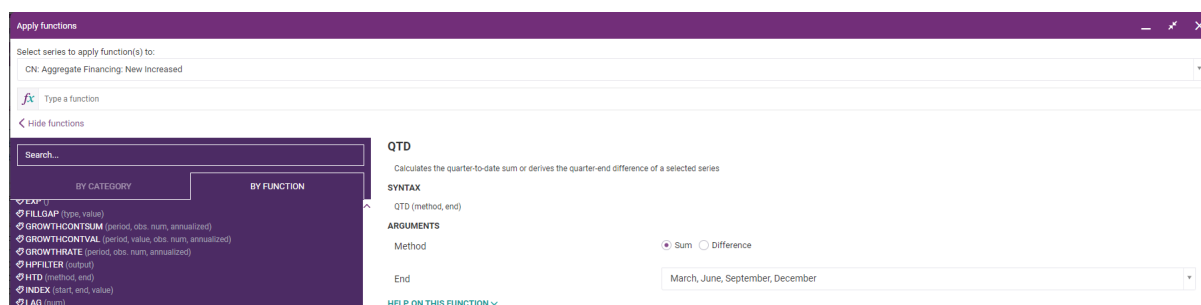 Apply functions
Select series to apply function(s) to:
CN: Aggregate Financing: New Increased
fx Type a function
Hide functions
Search...
BY CATEGORY
BY FUNCTION
EXP ()
FILLGAP (type, value)
GROWTHCONTSUM (period, obs. num, annualized)
GROWTHCONTVAL (period, value, obs. num, annualized)
GROWTHRATE (period, obs. num, annualized)
HPFILTER (output)
HTD (method, end)
INDEX (start, end, value)
LAG (num)
QTD
Calculates the quarter-to-date sum or derives the quarter-end difference of a selected series
SYNTAX
QTD (method, end)
ARGUMENTS
Method
Sum Difference
End
March, June, September, December
HELP ON THIS FUNCTION